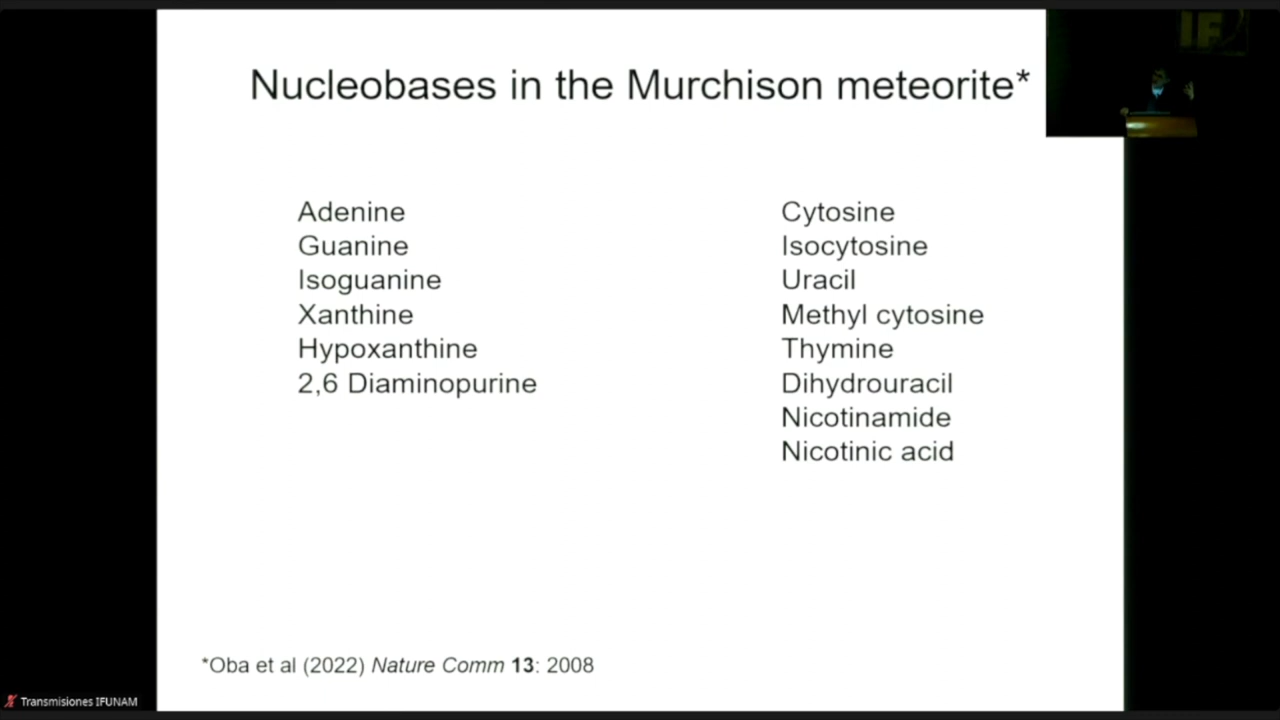 Nucleobases in the Murchison meteorite*
IF
Adenine
Guanine
Isoguanine
Xanthine
Hypoxanthine
2,6 Diaminopurine
Cytosine
Isocytosine
Uracil
Methyl cytosine
Thymine
Dihydrouracil
Nicotinamide
Nicotinic acid
*Oba et al (2022) Nature Comm 13: 2008
Transmisiones IFUNAM